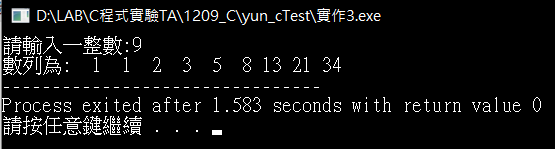 D:\LAB\C程式實驗TA\1209_C\yun_cTest\實作3.exe
請輸入一整數:9
數列為:  1  1  2  3  5  8 13 21 34
--------------------------------
Process exited after 1.583 seconds with return value 0
請按任意鍵繼續 . . .